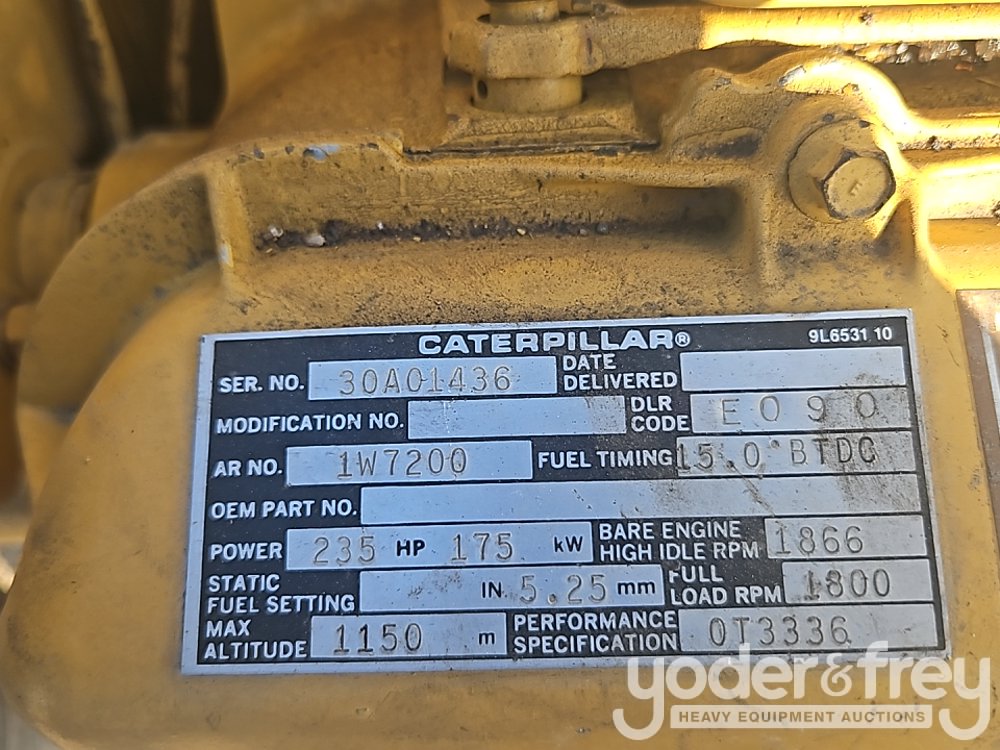 CATERPILLAR® 9L6531 10
SER. NO. 30A01436 DATE DELIVERED
MODIFICATION NO. DLR CODE E090
AR NO. 1W7200 FUEL TIMING 15.0° BTDC
OEM PART NO.
POWER 235 HP 175 kW BARE ENGINE HIGH IDLE RPM 1866
STATIC FUEL SETTING IN 5.25 mm FULL LOAD RPM 1800
MAX ALTITUDE 1150 m PERFORMANCE SPECIFICATION 0T3336
E
yoder&frey
HEAVY EQUIPMENT AUCTIONS